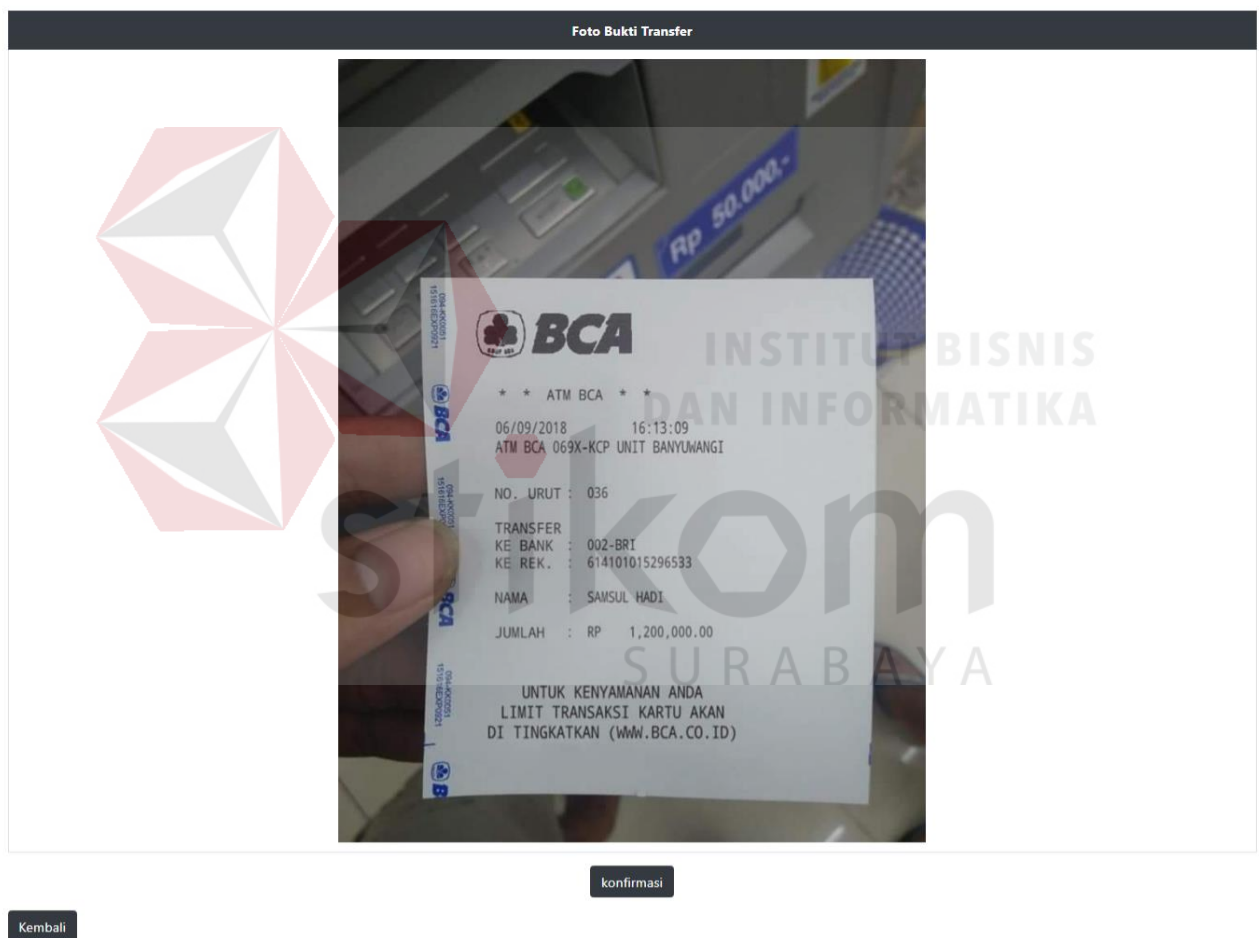 Foto Bukti Transfer
Rp 50.000,-
BCA
* * ATM BCA * *
06/09/2018 16:13:09
ATM BCA 069X-KCP UNIT BANYUWANGI
NO. URUT : 036
TRANSFER
KE BANK : 002-BRI
KE REK. : 614101015296533
NAMA : SAMSUL HADI
JUMLAH : RP 1,200,000.00
UNTUK KENYAMANAN ANDA
LIMIT TRANSAKSI KARTU AKAN
DI TINGKATKAN (WWW.BCA.CO.ID)
BCA
BCA
INSTITUT BISNIS
DAN INFORMATIKA
stikom
SURABAYA
konfirmasi
Kembali